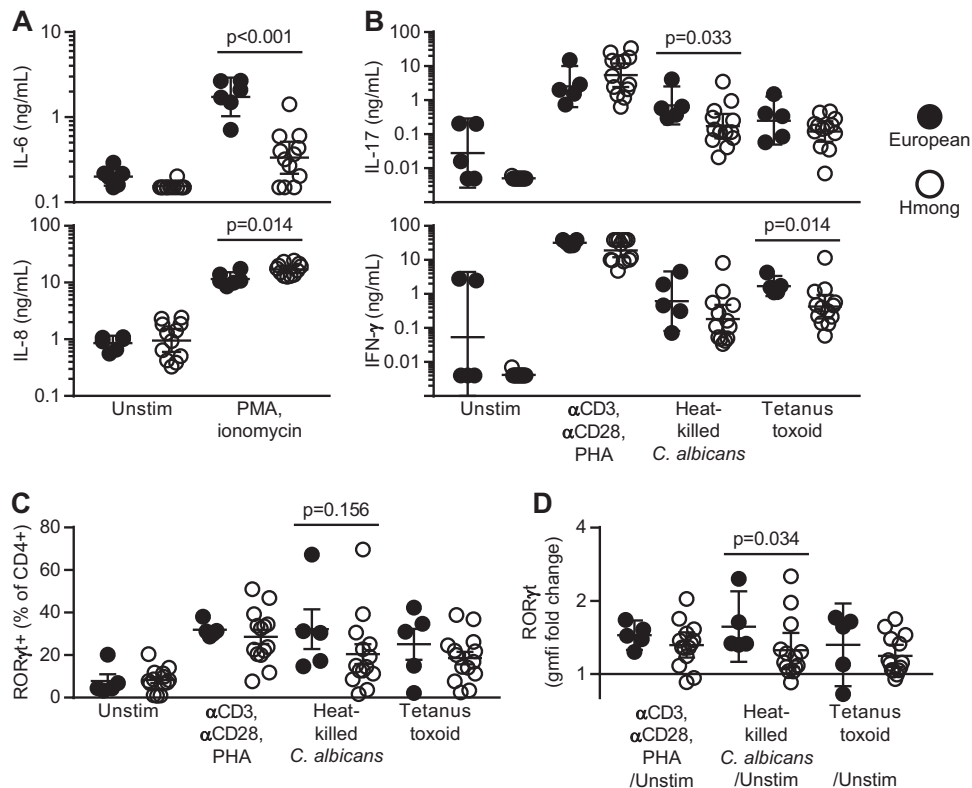 A
p<0.001
IL-6 (ng/mL)
10
1
0.1
p=0.014
IL-8 (ng/mL)
100
10
1
0.1
Unstim
PMA,
ionomycin
B
p=0.033
IL-17 (ng/mL)
100
10
1
0.1
0.01
p=0.014
IFN-γ (ng/mL)
100
10
1
0.1
0.01
Unstim
αCD3,
αCD28,
PHA
Heat-
killed
C. albicans
Tetanus
toxoid
European
Hmong
C
p=0.156
RORγt+ (% of CD4+)
80
60
40
20
0
Unstim
αCD3,
αCD28,
PHA
Heat-
killed
C. albicans
Tetanus
toxoid
D
p=0.034
RORγt
(gmfi fold change)
4
2
1
αCD3,
αCD28,
PHA
/Unstim
Heat-
killed
C. albicans
/Unstim
Tetanus
toxoid
/Unstim